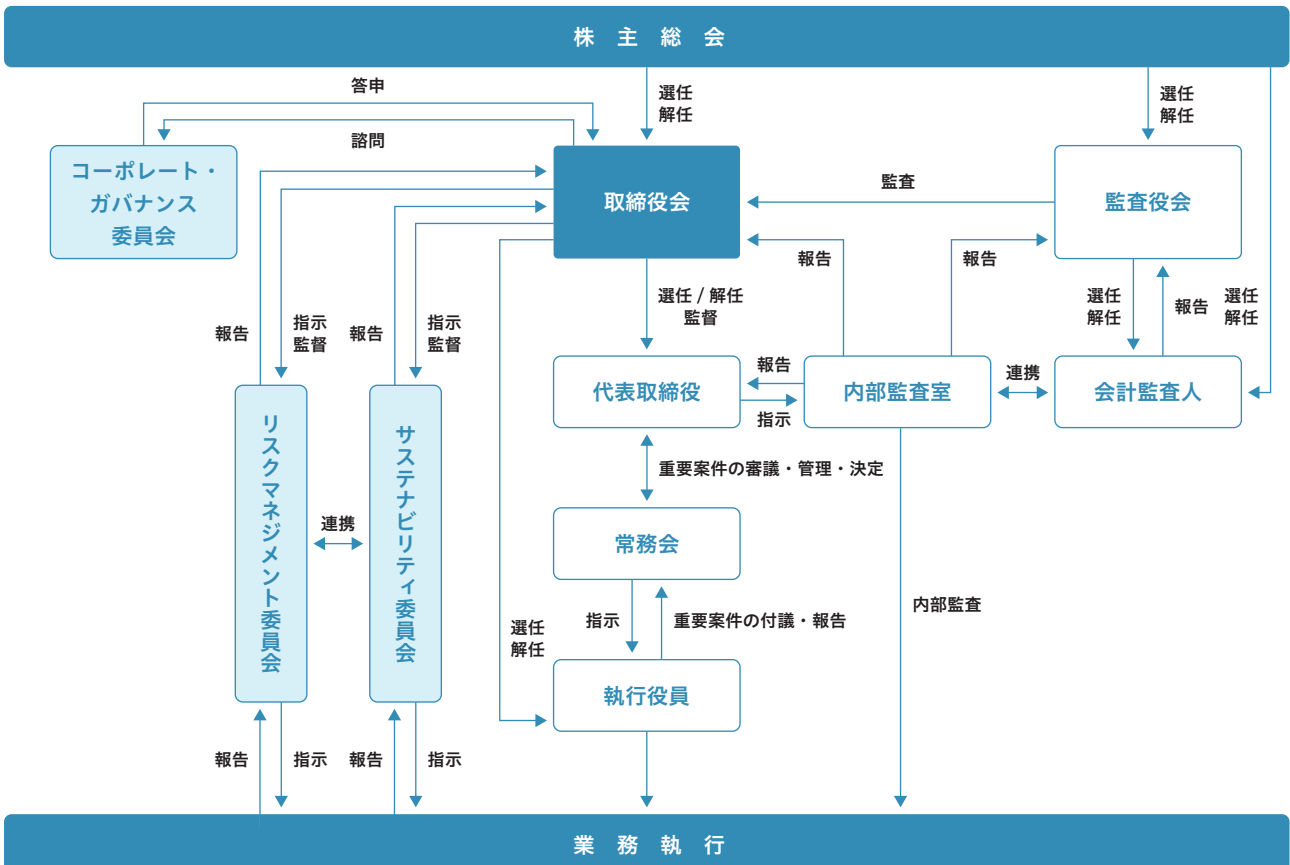 株主総会
答申
選任
解任
選任
解任
諮問
コーポレート・
ガバナンス
委員会
取締役会
監査
監査役会
報告
報告
選任 / 解任
監督
選任
解任
報告
選任
解任
報告
指示
監督
報告
指示
監督
代表取締役
報告
指示
内部監査室
連携
会計監査人
リスクマネジメント委員会
連携
サステナビリティ委員会
重要案件の審議・管理・決定
常務会
指示
重要案件の付議・報告
内部監査
選任
解任
執行役員
報告
指示
報告
指示
業務執行